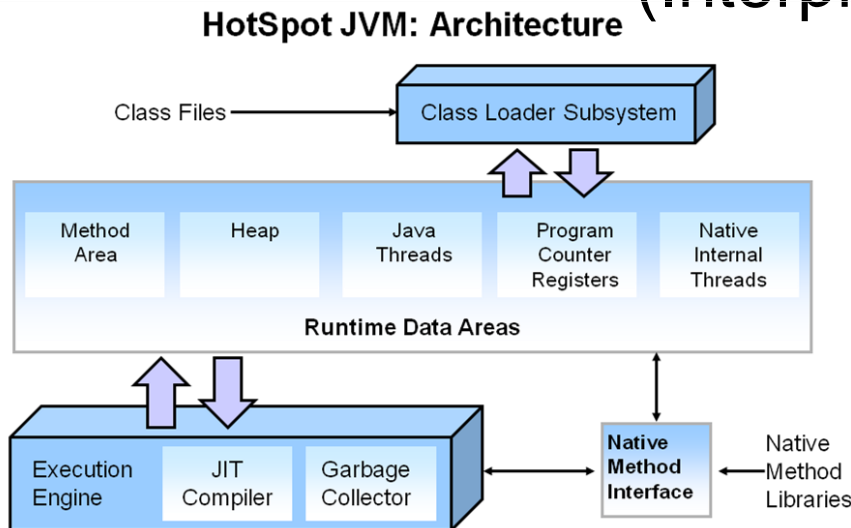 HotSpot JVM: Architecture
Class Files
Class Loader Subsystem
Method
Area
Heap
Java
Threads
Program
Counter
Registers
Native
Internal
Threads
Runtime Data Areas
Execution
Engine
JIT
Compiler
Garbage
Collector
Native
Method
Interface
Native
Method
Libraries